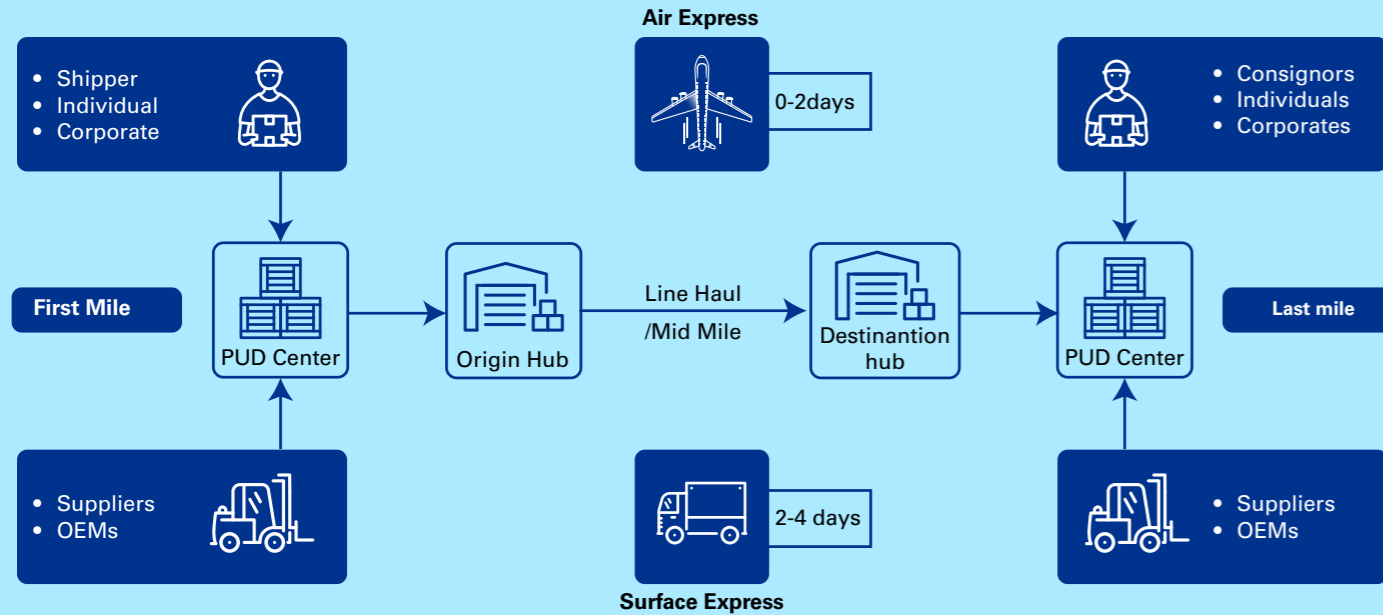 Air Express
• Shipper
• Individual
• Corporate
0-2days
• Consignors
• Individuals
• Corporates
First Mile
PUD Center
Origin Hub
Line Haul
/Mid Mile
Destinantion
hub
PUD Center
Last mile
• Suppliers
• OEMs
2-4 days
• Suppliers
• OEMs
Surface Express